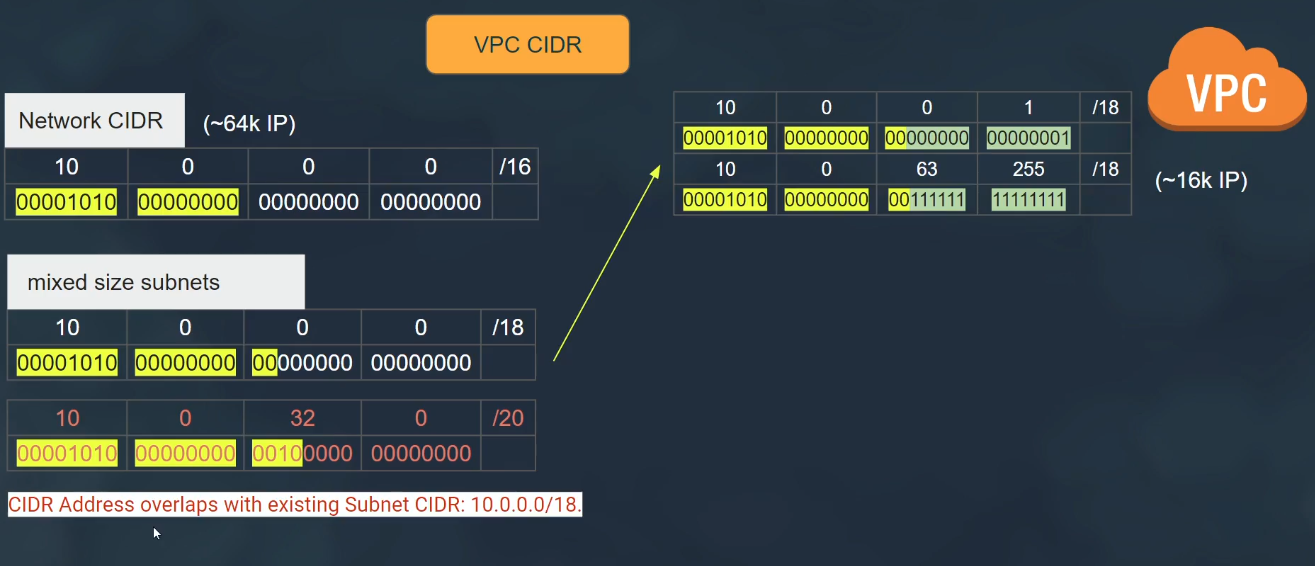 VPC CIDR
Network CIDR (~64k IP)
10 0 0 0 /16
00001010 00000000 00000000 00000000
mixed size subnets
10 0 0 0 /18
00001010 00000000 00000000 00000000
10 0 32 0 /20
00001010 00000000 00100000 00000000
CIDR Address overlaps with existing Subnet CIDR: 10.0.0.0/18.
10 0 0 1 /18
00001010 00000000 00000000 00000001
10 0 63 255 /18
00001010 00000000 00111111 11111111
VPC
(~16k IP)